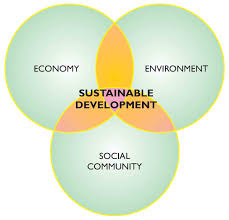 ECONOMY
ENVIRONMENT
SUSTAINABLE
DEVELOPMENT
SOCIAL
COMMUNITY